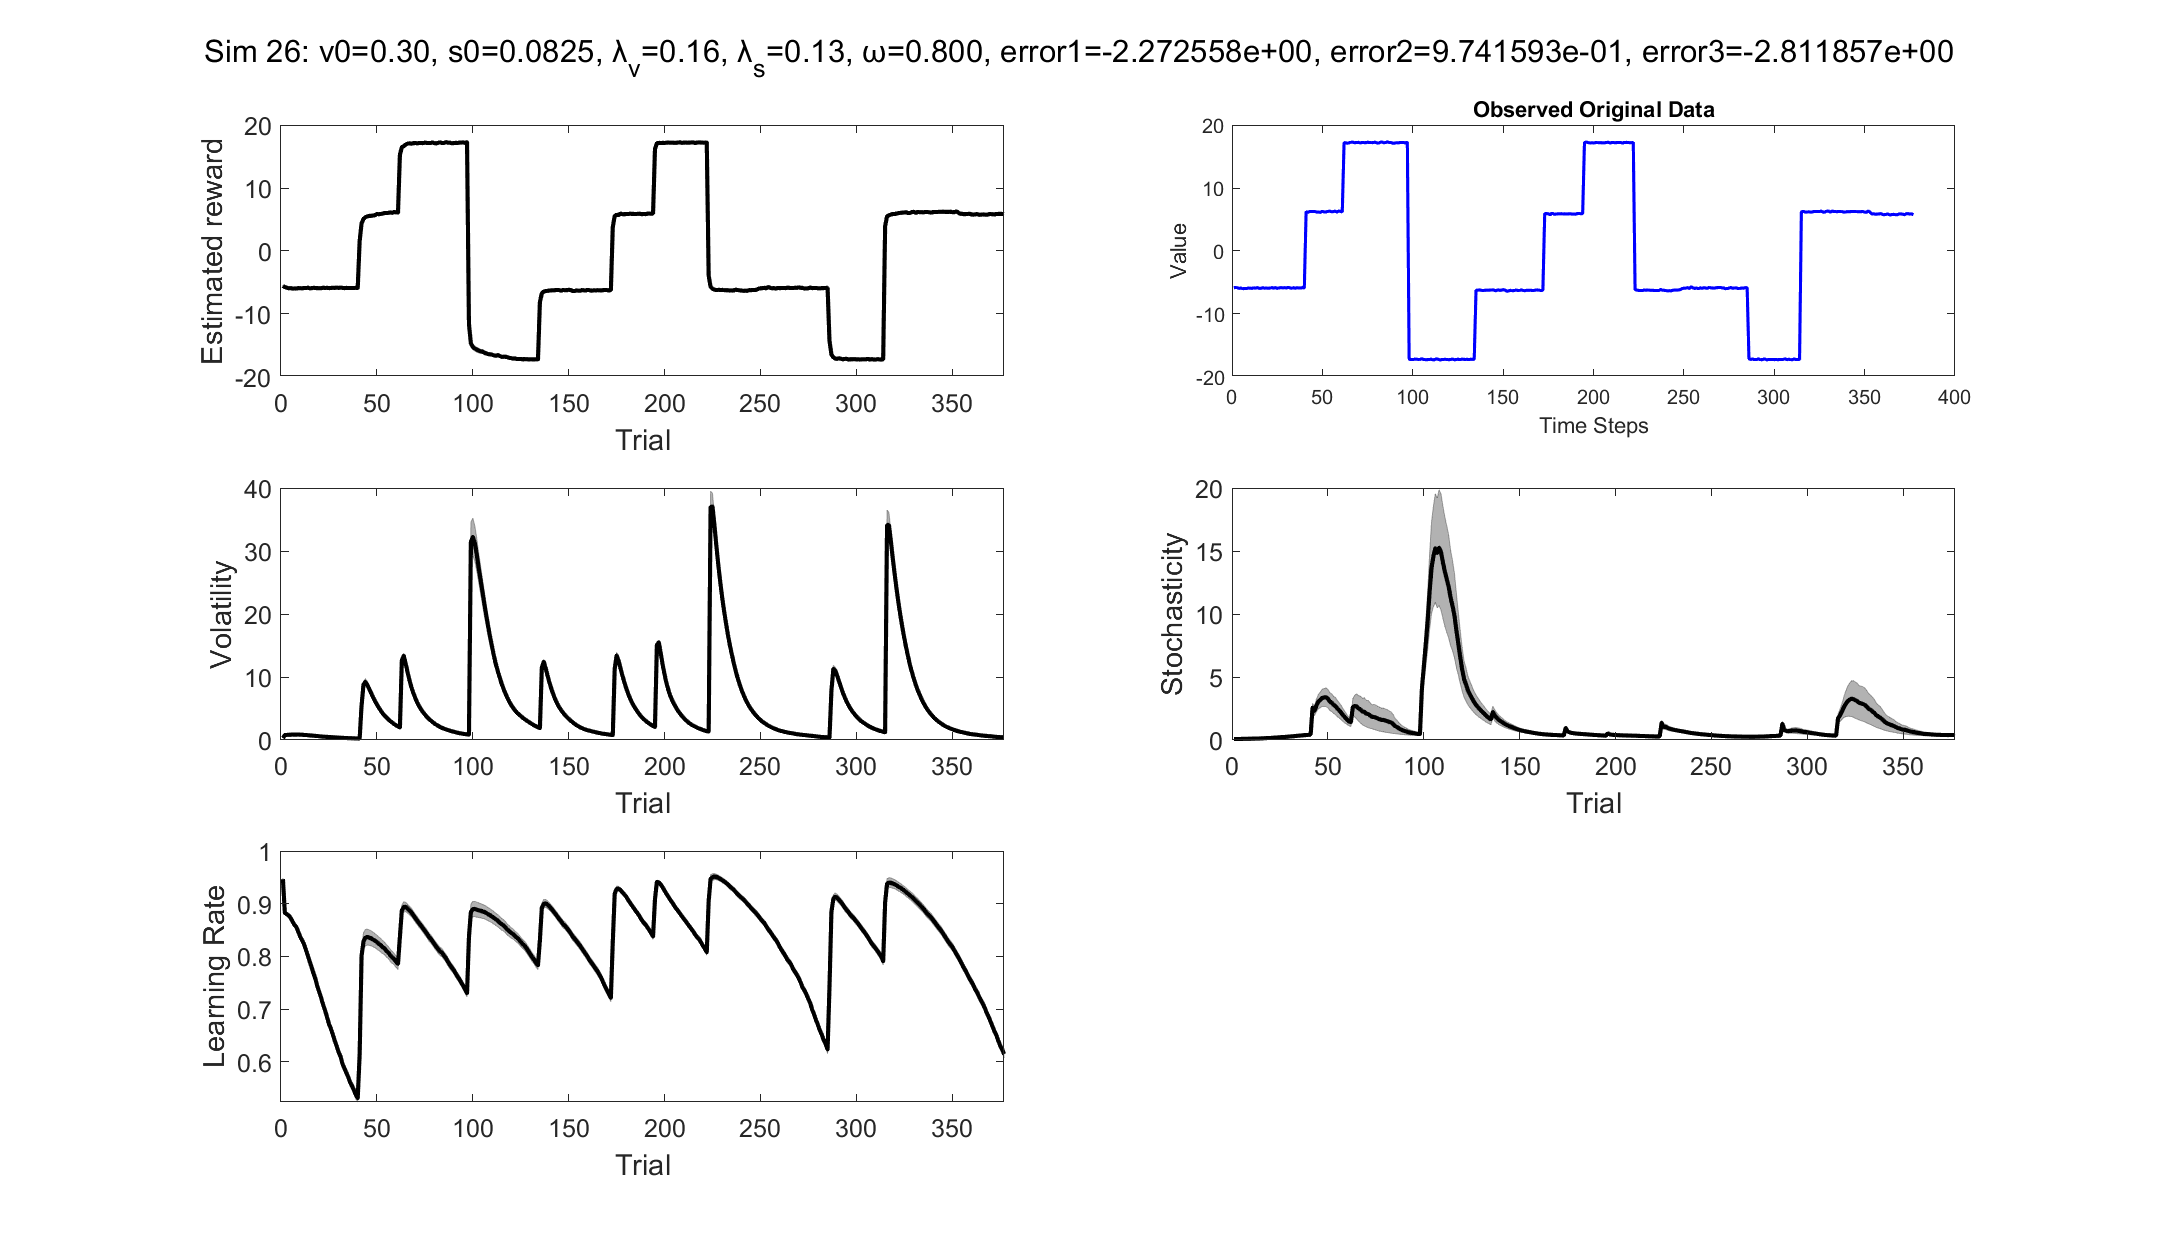 Sim 26: v0=0.30, s0=0.0825, λ_v=0.16, λ_s=0.13, ω=0.800, error1=-2.272558e+00, error2=9.741593e-01, error3=-2.811857e+00
20
10
0
-10
-20
Estimated reward
0 50 100 150 200 250 300 350
Trial
Observed Original Data
20
10
0
-10
-20
Value
0 50 100 150 200 250 300 350 400
Time Steps
40
30
20
10
0
Volatility
0 50 100 150 200 250 300 350
Trial
20
15
10
5
0
Stochasticity
0 50 100 150 200 250 300 350
Trial
1
0.9
0.8
0.7
0.6
Learning Rate
0 50 100 150 200 250 300 350
Trial